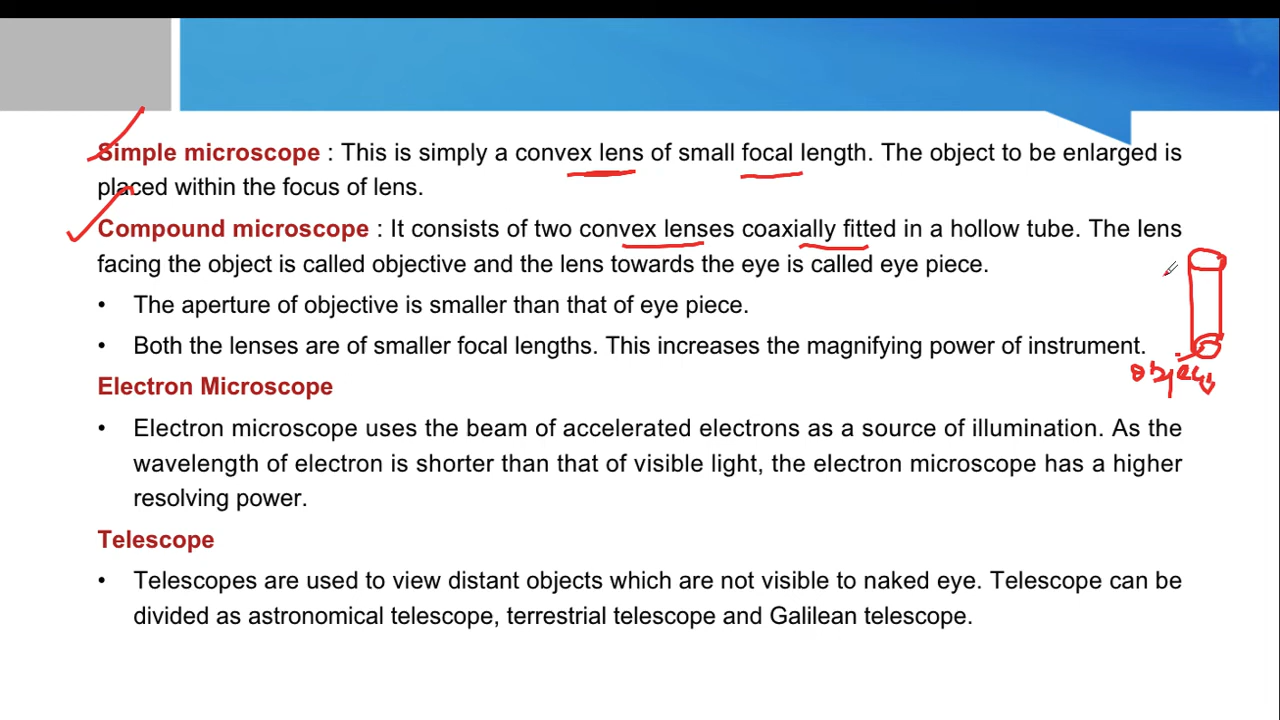 Simple microscope : This is simply a convex lens of small focal length. The object to be enlarged is
placed within the focus of lens.
Compound microscope : It consists of two convex lenses coaxially fitted in a hollow tube. The lens
facing the object is called objective and the lens towards the eye is called eye piece.
• The aperture of objective is smaller than that of eye piece.
• Both the lenses are of smaller focal lengths. This increases the magnifying power of instrument.
Electron Microscope
• Electron microscope uses the beam of accelerated electrons as a source of illumination. As the
wavelength of electron is shorter than that of visible light, the electron microscope has a higher
resolving power.
Telescope
• Telescopes are used to view distant objects which are not visible to naked eye. Telescope can be
divided as astronomical telescope, terrestrial telescope and Galilean telescope.